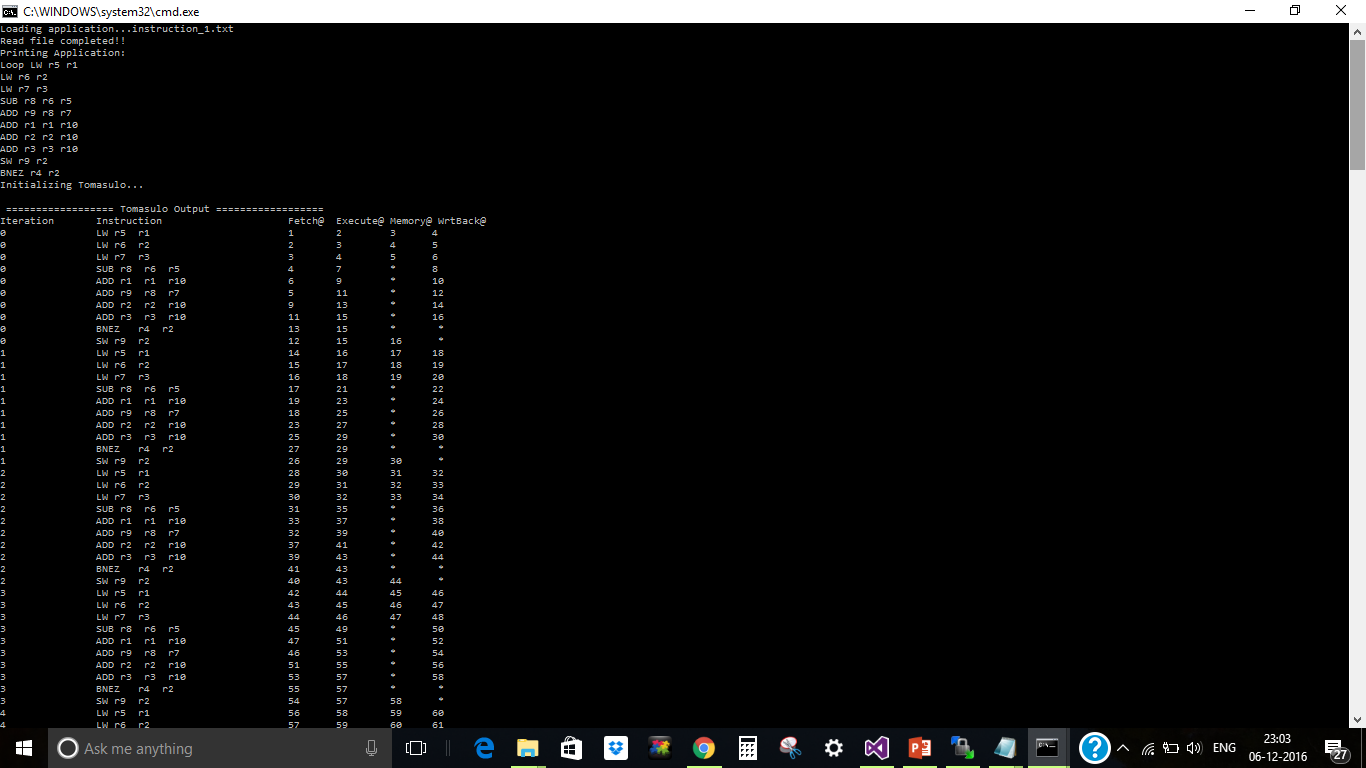 C:\WINDOWS\system32\cmd.exe
Loading application...instruction_1.txt
Read file completed!!
Printing Application:
Loop LW r5 r1
LW r6 r2
LW r7 r3
SUB r8 r6 r5
ADD r9 r8 r7
ADD r1 r1 r10
ADD r2 r2 r10
ADD r3 r3 r10
SW r9 r2
BNEZ r4 r2
Initializing Tomasulo...
================== Tomasulo Output ==================
Iteration Instruction Fetch@ Execute@ Memory@ WrtBack@
0 LW r5 r1 1 2 3 4
0 LW r6 r2 2 3 4 5
0 LW r7 r3 3 4 5 6
0 SUB r8 r6 r5 4 7 * 8
0 ADD r1 r1 r10 6 9 * 10
0 ADD r9 r8 r7 5 11 * 12
0 ADD r2 r2 r10 9 13 * 14
0 ADD r3 r3 r10 11 15 * 16
0 BNEZ r4 r2 13 15 * *
0 SW r9 r2 12 15 16 *
1 LW r5 r1 14 16 17 18
1 LW r6 r2 15 17 18 19
1 LW r7 r3 16 18 19 20
1 SUB r8 r6 r5 17 21 * 22
1 ADD r1 r1 r10 19 23 * 24
1 ADD r9 r8 r7 18 25 * 26
1 ADD r2 r2 r10 23 27 * 28
1 ADD r3 r3 r10 25 29 * 30
1 BNEZ r4 r2 27 29 * *
1 SW r9 r2 26 29 30 *
2 LW r5 r1 28 30 31 32
2 LW r6 r2 29 31 32 33
2 LW r7 r3 30 32 33 34
2 SUB r8 r6 r5 31 35 * 36
2 ADD r1 r1 r10 33 37 * 38
2 ADD r9 r8 r7 32 39 * 40
2 ADD r2 r2 r10 37 41 * 42
2 ADD r3 r3 r10 39 43 * 44
2 BNEZ r4 r2 41 43 * *
2 SW r9 r2 40 43 44 *
3 LW r5 r1 42 44 45 46
3 LW r6 r2 43 45 46 47
3 LW r7 r3 44 46 47 48
3 SUB r8 r6 r5 45 49 * 50
3 ADD r1 r1 r10 47 51 * 52
3 ADD r9 r8 r7 46 53 * 54
3 ADD r2 r2 r10 51 55 * 56
3 ADD r3 r3 r10 53 57 * 58
3 BNEZ r4 r2 55 57 * *
3 SW r9 r2 54 57 58 *
4 LW r5 r1 56 58 59 60
4 LW r6 r2 57 59 60 61
Ask me anything
ENG
23:03
06-12-2016
27